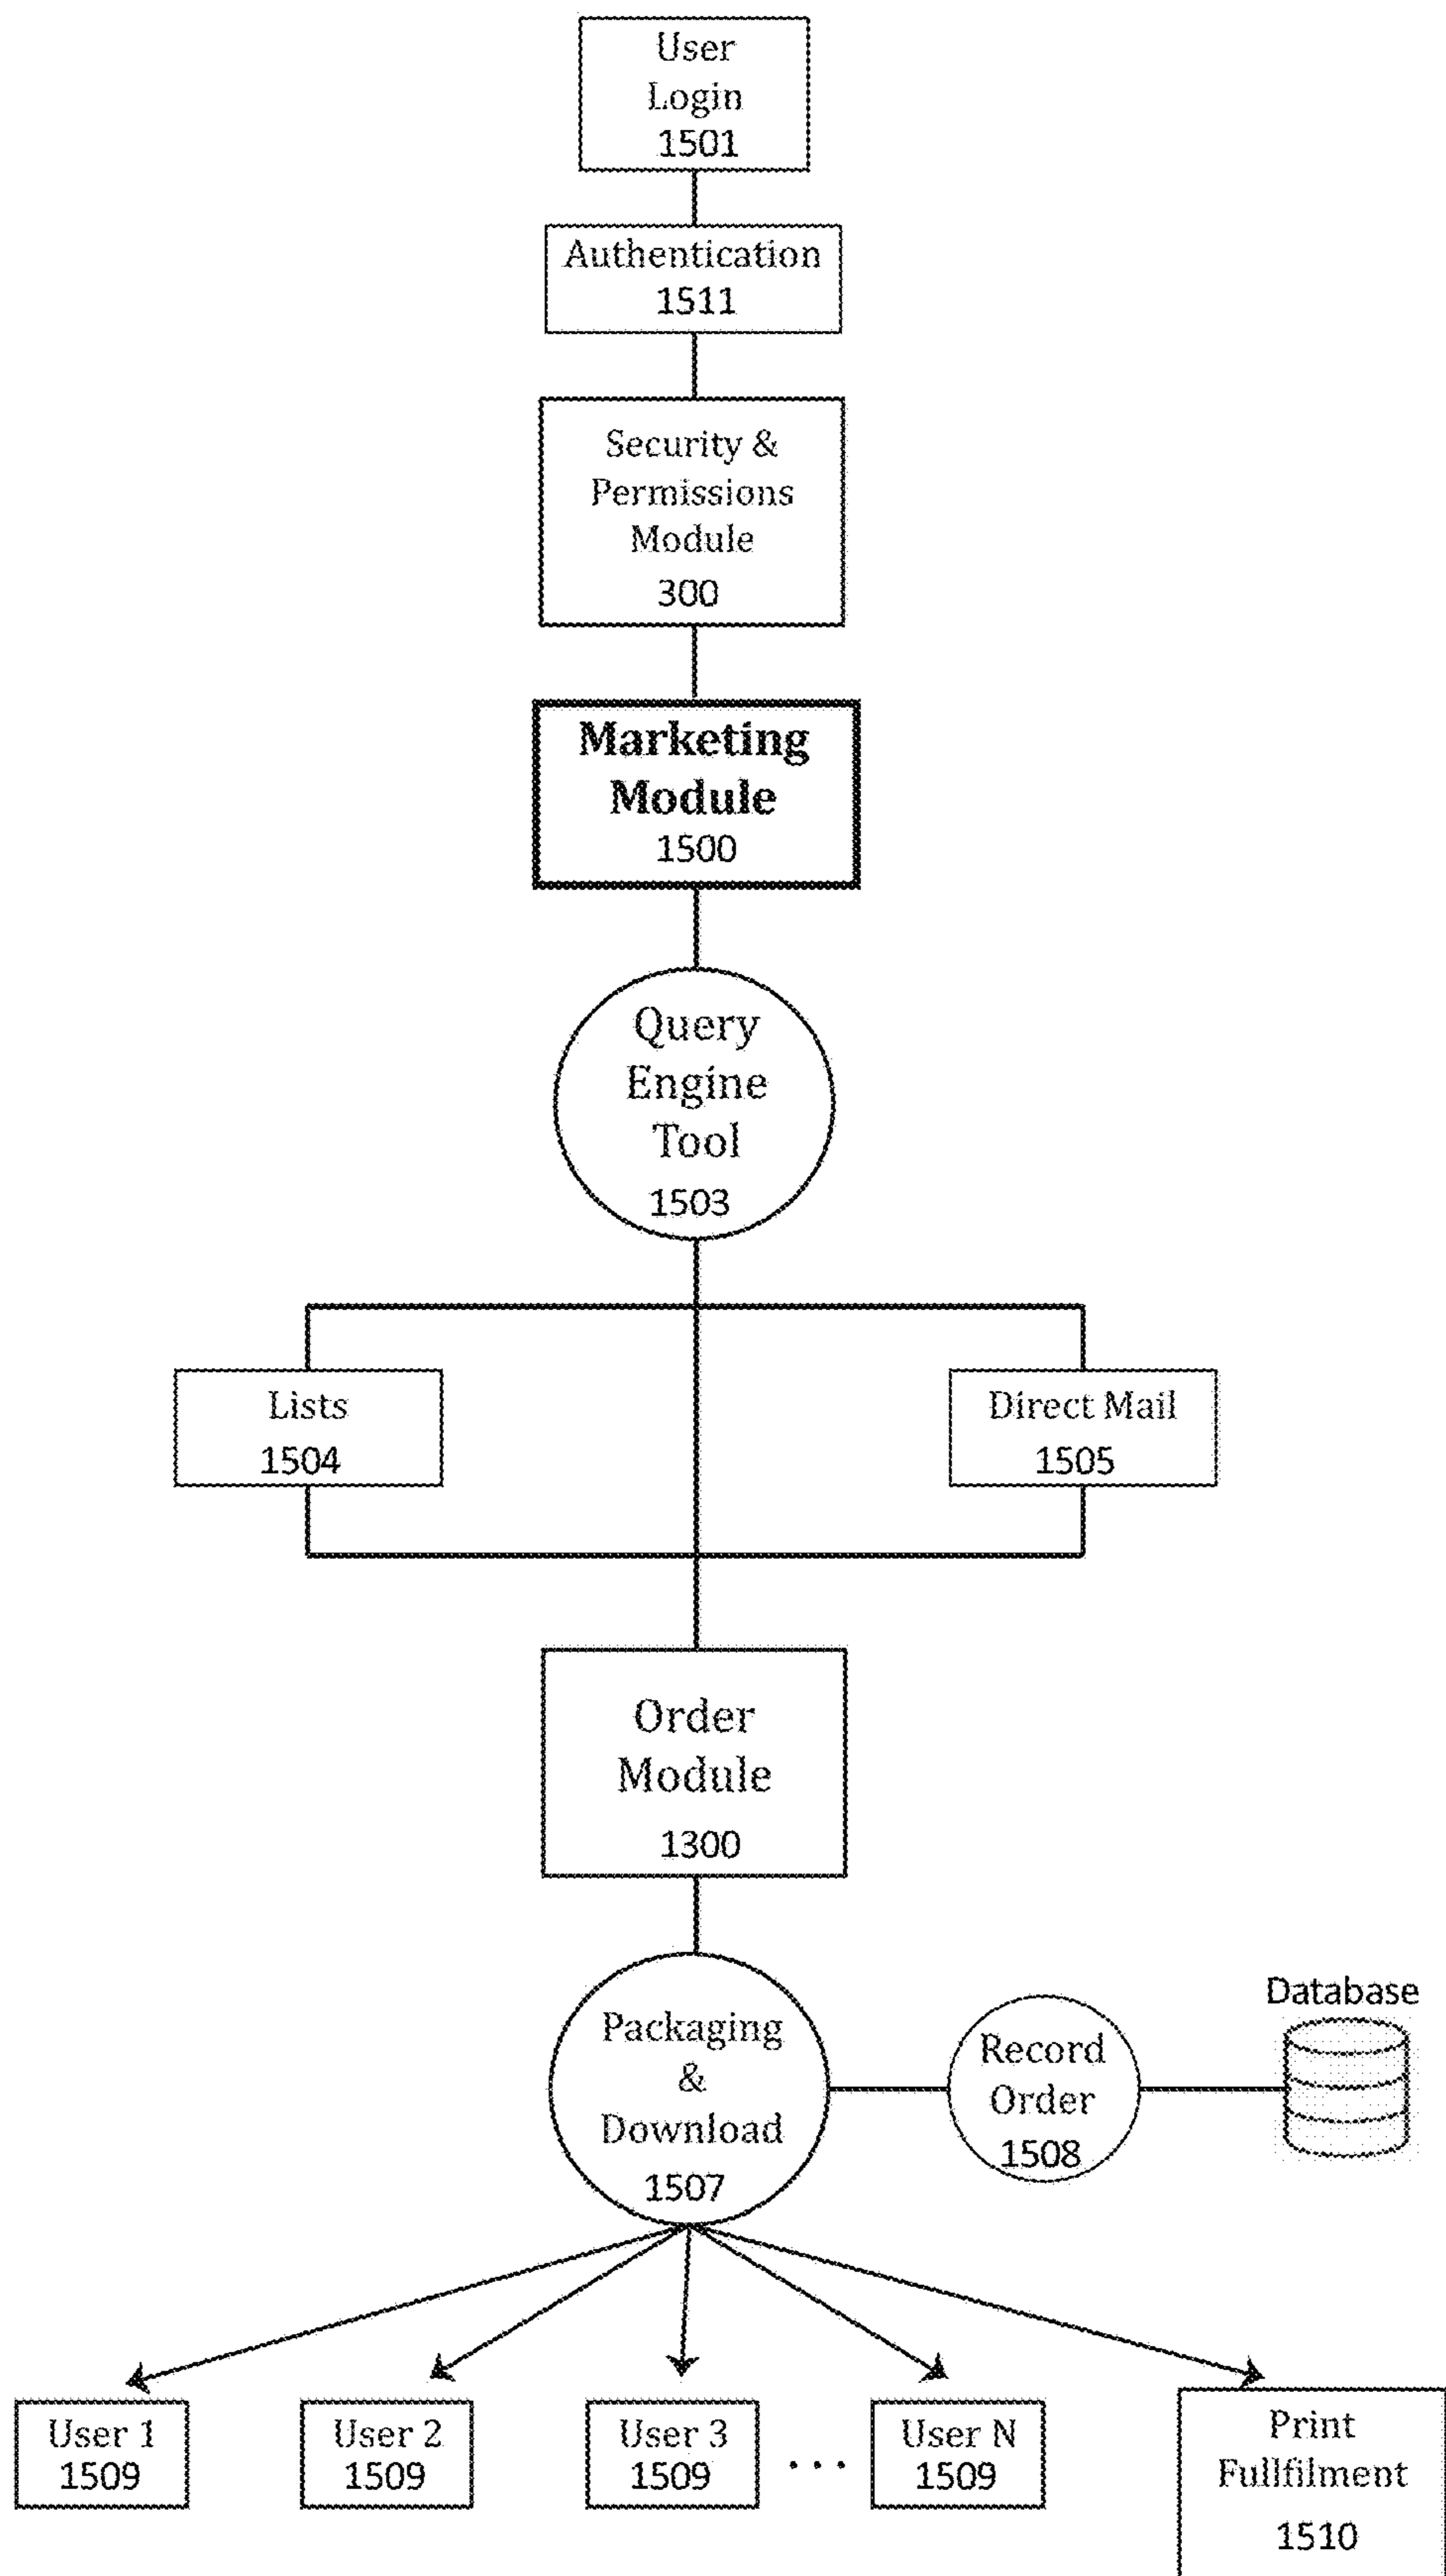 User
Login
1501
Authentication
1511
Security &
Permissions
Module
300
Marketing
Module
1500
Query
Engine
Tool
1503
Lists
1504
Direct Mail
1505
Order
Module
1300
Packaging
&
Download
1507
Record
Order
1508
Database
User 1
1509
User 2
1509
User 3
1509
...
User N
1509
Print
Fullfilment
1510